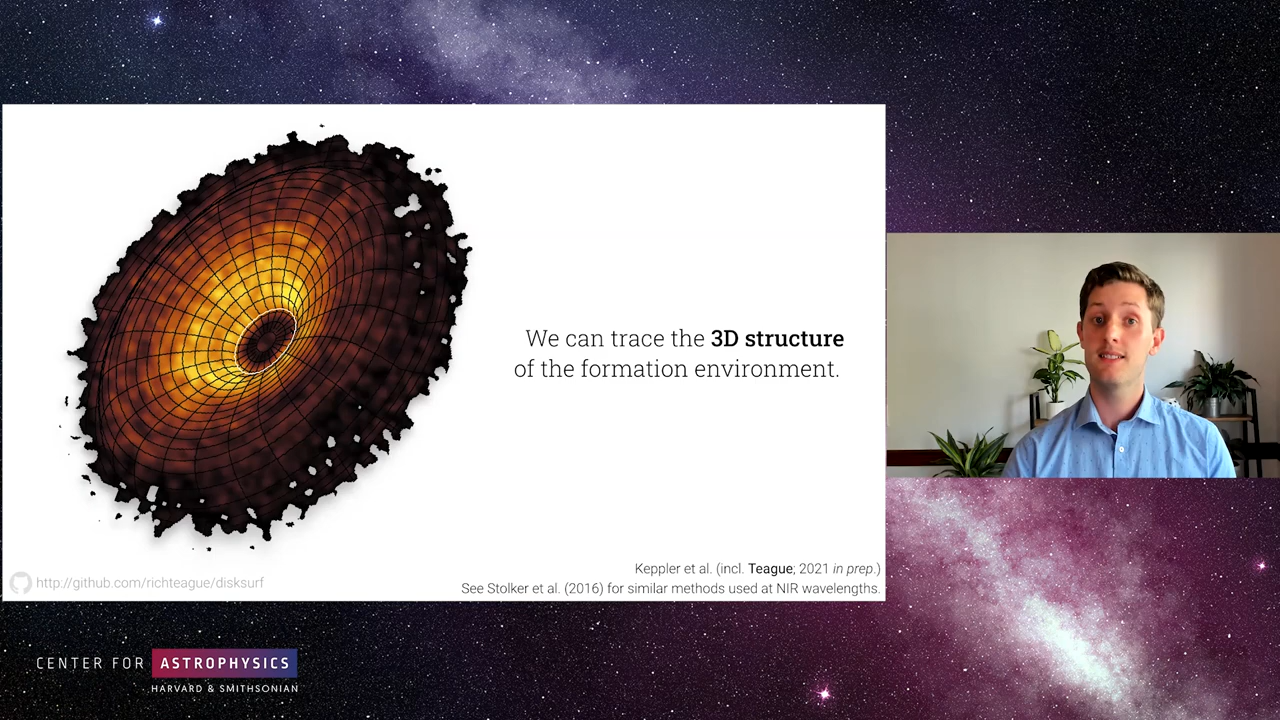 We can trace the 3D structure
of the formation environment.
Keppler et al. (incl. Teague; 2021 in prep.)
http://github.com/richteague/disksurf
See Stolker et al. (2016) for similar methods used at NIR wavelengths.
CENTER FOR ASTROPHYSICS
HARVARD & SMITHSONIAN